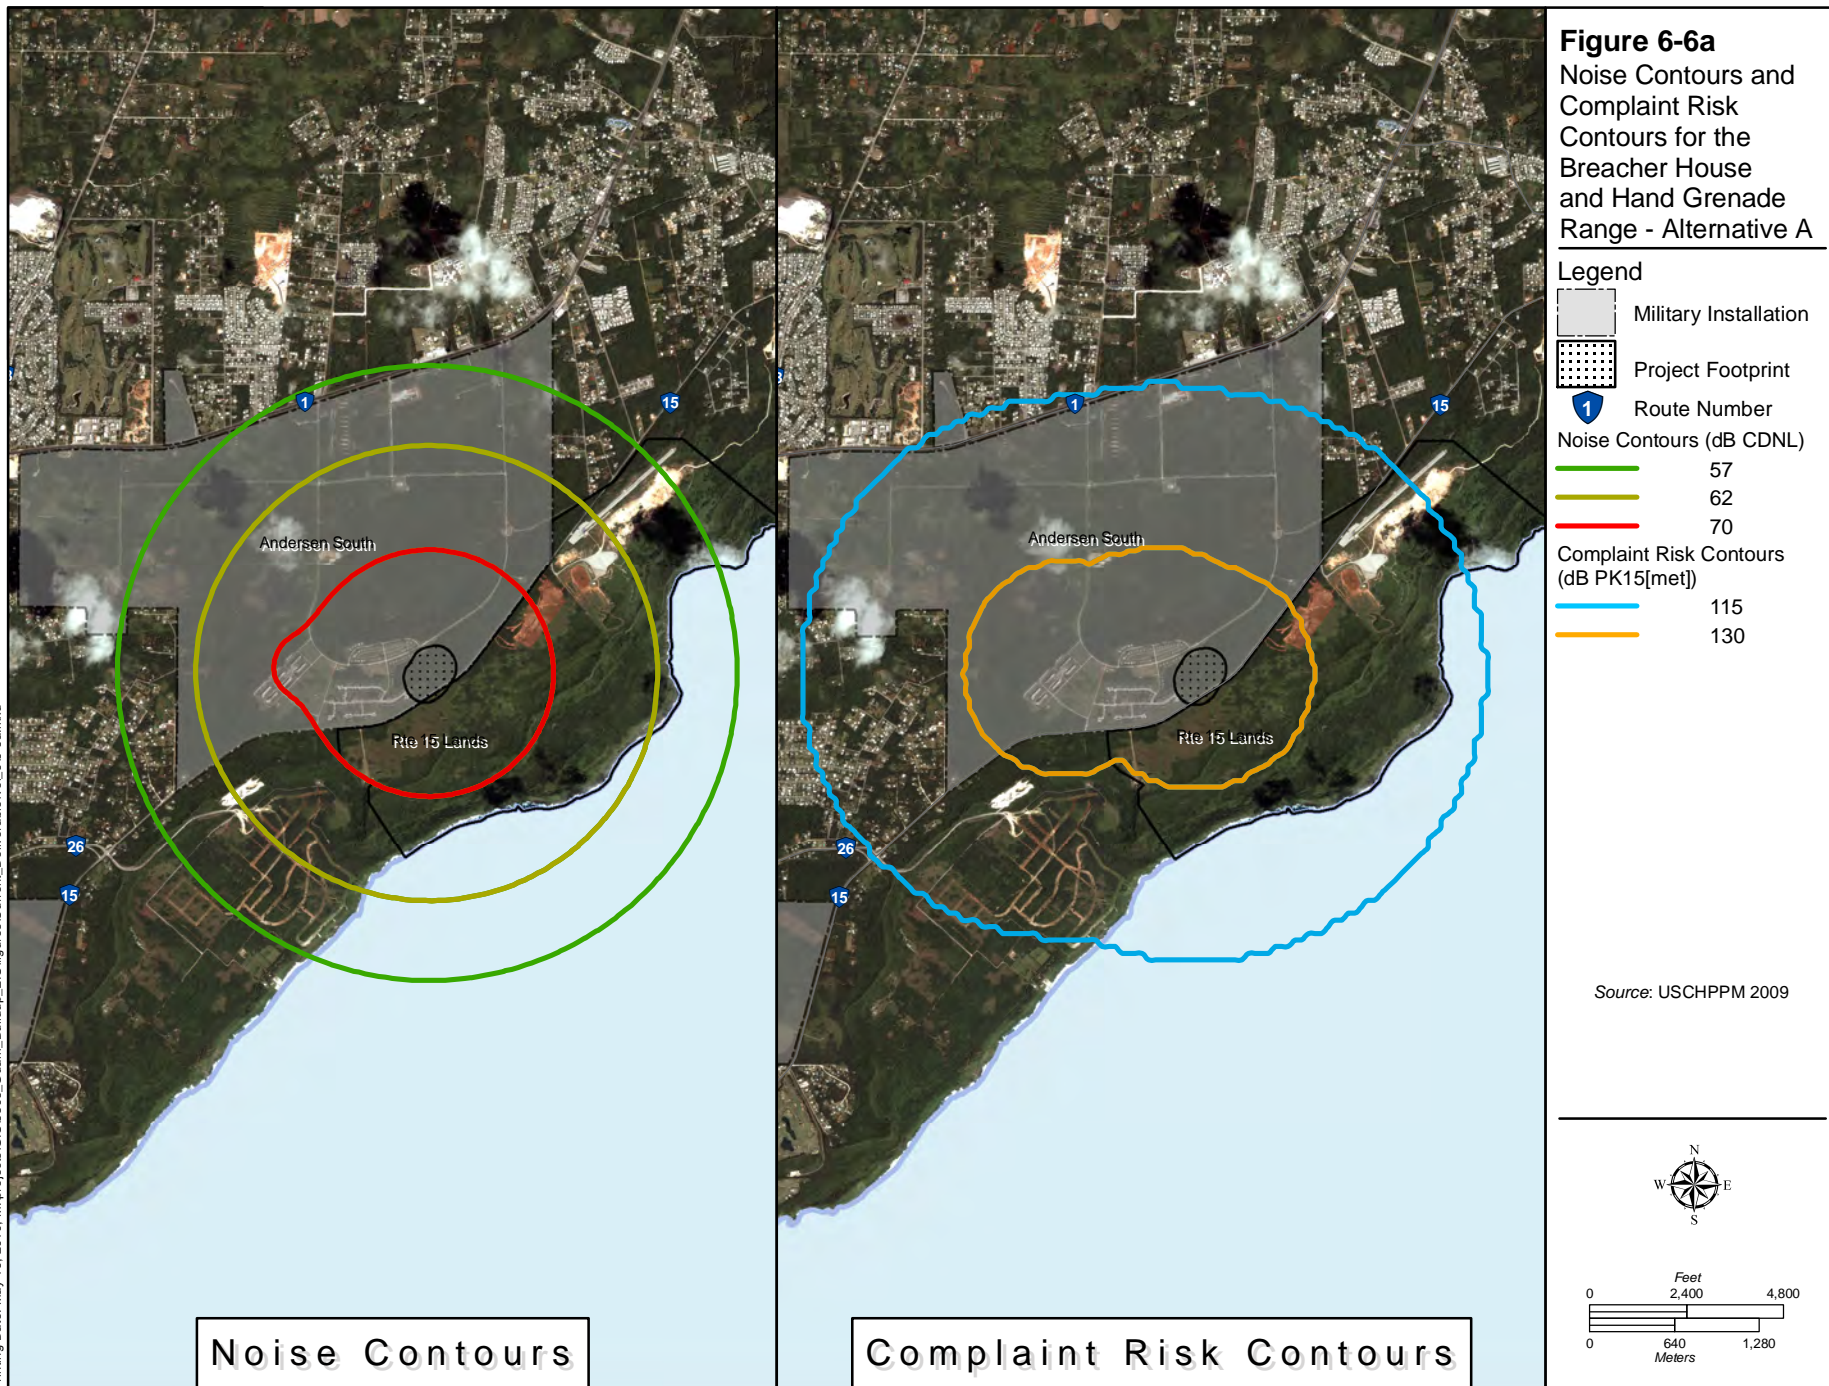 Figure 6-6a
Noise Contours and
Complaint Risk
Contours for the
Breacher House
and Hand Grenade
Range - Alternative A
Legend
Military Installation
Project Footprint
1 Route Number
Noise Contours (dB CDNL)
57
62
70
Complaint Risk Contours
(dB PK15[met])
115
130
Source: USCHPPM 2009
N
W E
S
Feet
0 2,400 4,800
0 640 1,280
Meters
1
15
Andersen South
Rte 15 Lands
26
15
Noise Contours
1
15
Andersen South
Rte 15 Lands
26
15
Complaint Risk Contours